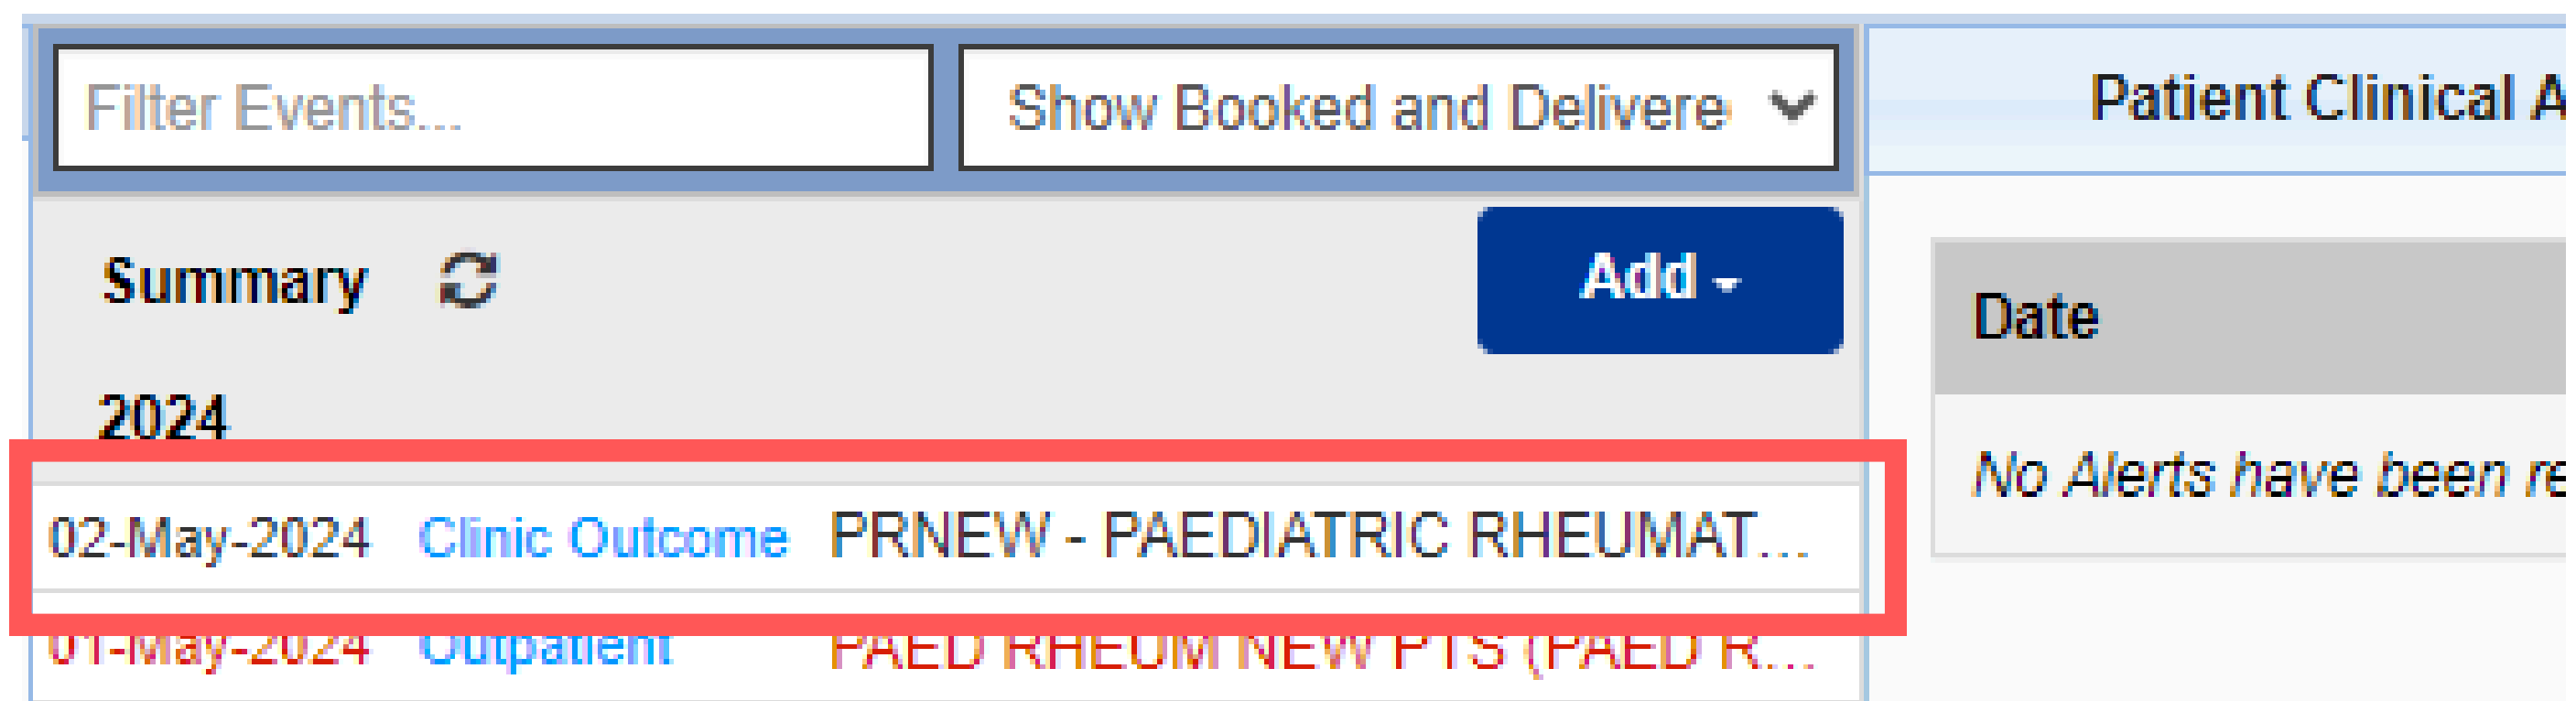 Filter Events...
Show Booked and Delivere
Patient Clinical A
Summary
Add
Date
2024
No Alerts have been re
02-May-2024 Clinic Outcome PRNEW - PAEDIATRIC RHEUMAT...
01-May-2024 Outpatient PAED RHEUM NEW PTS (PAED R...